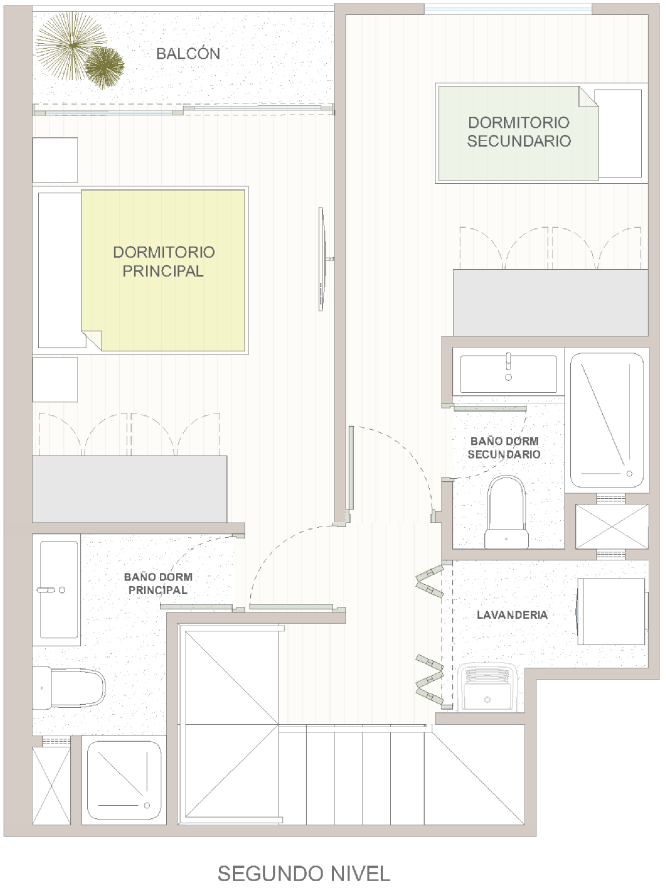 BALCÓN
DORMITORIO
SECUNDARIO
DORMITORIO
PRINCIPAL
BAÑO DORM
SECUNDARIO
BAÑO DORM
PRINCIPAL
LAVANDERIA
SEGUNDO NIVEL